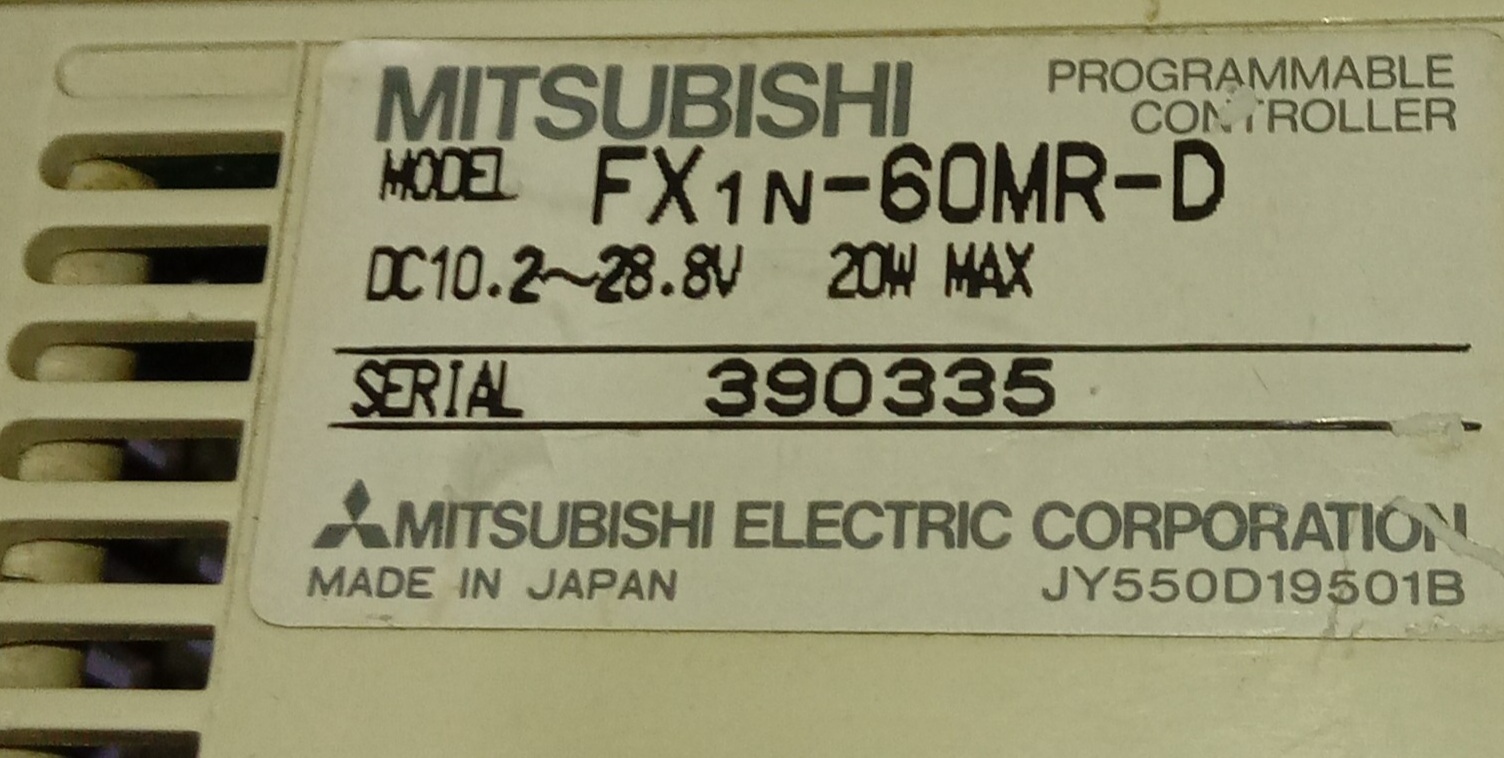 MITSUBISHI
PROGRAMMABLE
CONTROLLER
MODEL FX1N-60MR-D
DC10.2~28.8V 20W MAX
SERIAL 390335
MITSUBISHI ELECTRIC CORPORATION
MADE IN JAPAN JY550D19501B